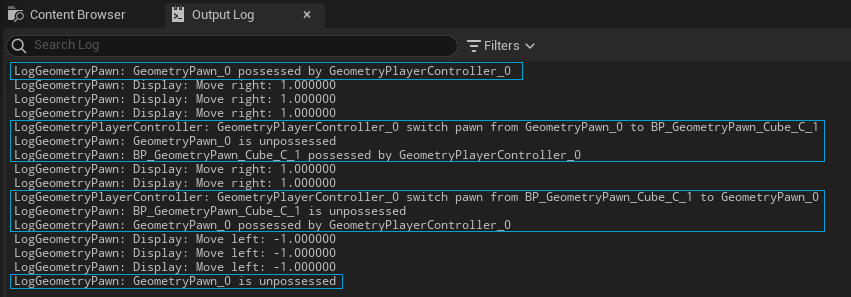 Content Browser
Output Log
Search Log
Filters
LogGeometryPawn: GeometryPawn_0 possessed by GeometryPlayerController_0
LogGeometryPawn: Display: Move right: 1.000000
LogGeometryPawn: Display: Move right: 1.000000
LogGeometryPawn: Display: Move right: 1.000000
LogGeometryPlayerController: GeometryPlayerController_0 switch pawn from GeometryPawn_0 to BP_GeometryPawn_Cube_C_1
LogGeometryPawn: GeometryPawn_0 is unpossessed
LogGeometryPawn: BP_GeometryPawn_Cube_C_1 possessed by GeometryPlayerController_0
LogGeometryPawn: Display: Move right: 1.000000
LogGeometryPawn: Display: Move right: 1.000000
LogGeometryPlayerController: GeometryPlayerController_0 switch pawn from BP_GeometryPawn_Cube_C_1 to GeometryPawn_0
LogGeometryPawn: BP_GeometryPawn_Cube_C_1 is unpossessed
LogGeometryPawn: GeometryPawn_0 possessed by GeometryPlayerController_0
LogGeometryPawn: Display: Move left: -1.000000
LogGeometryPawn: Display: Move left: -1.000000
LogGeometryPawn: Display: Move left: -1.000000
LogGeometryPawn: GeometryPawn_0 is unpossessed